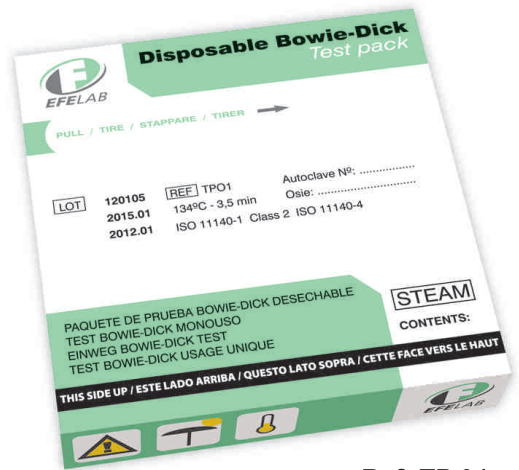 Disposable Bowie-Dick
Test pack
EFELAB
PULL / TIRE / STAPPARE / TIRER
LOT 120105 REF TPO1 Autoclave Nº: ................
2015.01 134ºC - 3,5 min Osie: ............................
2012.01 ISO 11140-1 Class 2 ISO 11140-4
PAQUETE DE PRUEBA BOWIE-DICK DESECHABLE
TEST BOWIE-DICK MONOUSO
EINWEG BOWIE-DICK TEST
TEST BOWIE-DICK USAGE UNIQUE
STEAM
CONTENTS:
THIS SIDE UP / ESTE LADO ARRIBA / QUESTO LATO SOPRA / CETTE FACE VERS LE HAUT
EFELAB